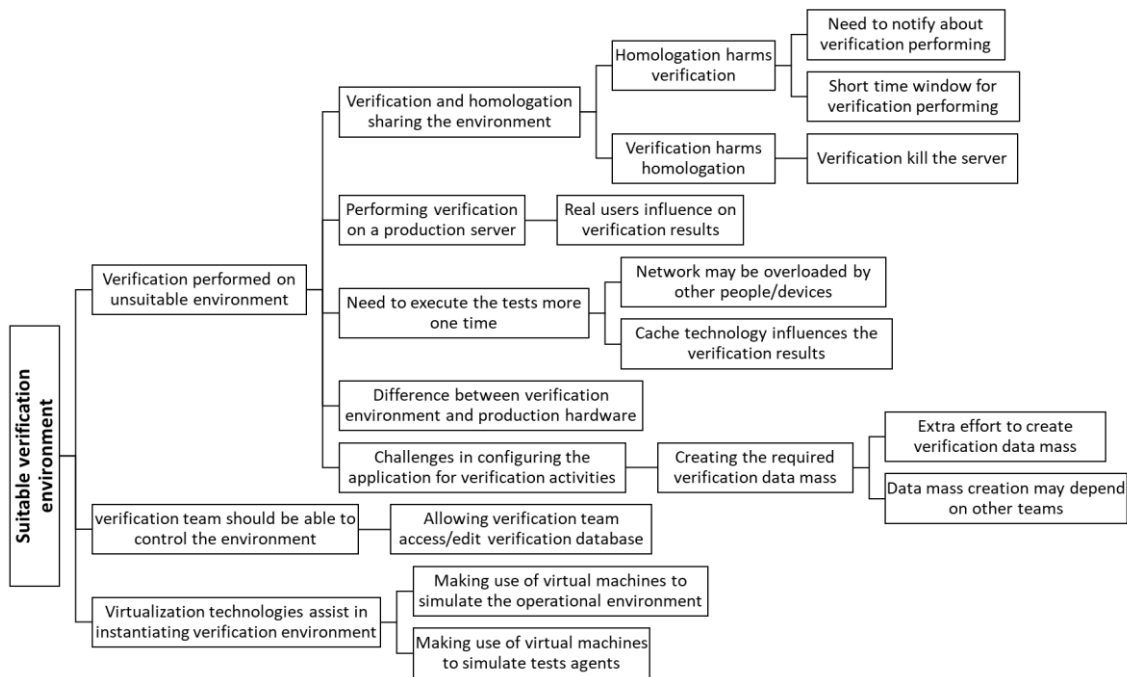 Suitable verification
environment
Verification performed on
unsuitable environment
Verification and homologation
sharing the environment
Homologation harms
verification
Need to notify about
verification performing
Short time window for
verification performing
Verification harms
homologation
Verification kill the server
Performing verification
on a production server
Real users influence on
verification results
Need to execute the tests more
one time
Network may be overloaded by
other people/devices
Cache technology influences the
verification results
Difference between verification
environment and production hardware
Challenges in configuring the
application for verification activities
Creating the required
verification data mass
Extra effort to create
verification data mass
Data mass creation may depend
on other teams
verification team should be able to
control the environment
Allowing verification team
access/edit verification database
Virtualization technologies assist in
instantiating verification environment
Making use of virtual machines to
simulate the operational environment
Making use of virtual machines
to simulate tests agents